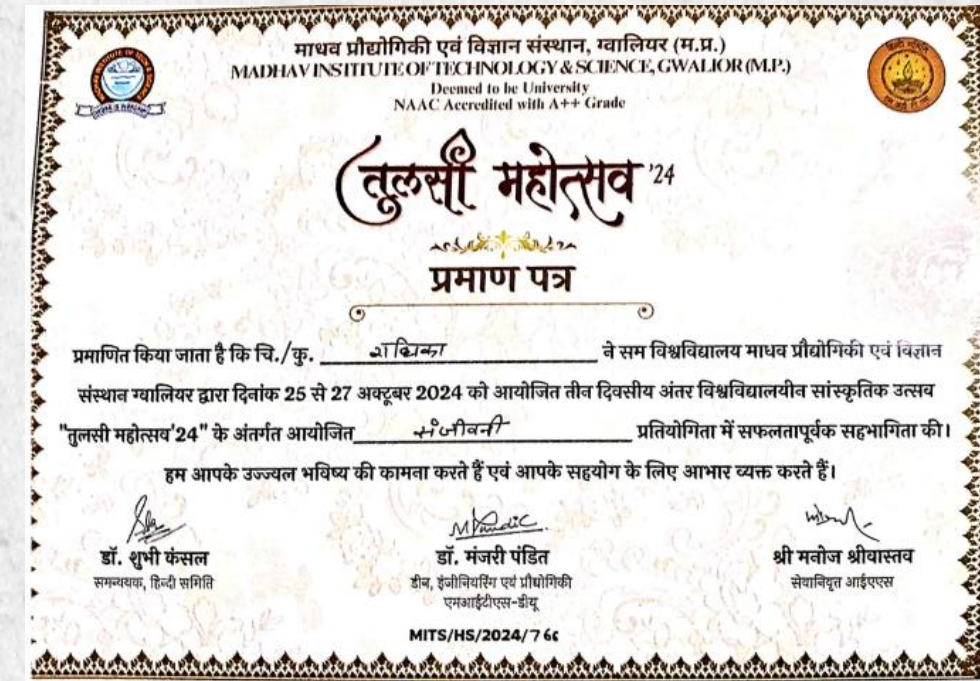 माधव प्रौद्योगिकी एवं विज्ञान संस्थान, ग्वालियर (म.प्र.)
MADHAV INSTITUTE OF TECHNOLOGY & SCIENCE, GWALIOR (M.P.)
Deemed to be University
NAAC Accredited with A++ Grade
तुलसी महोत्सव '24
प्रमाण पत्र
प्रमाणित किया जाता है कि चि./कु. राधिका ने सम विश्वविद्यालय माधव प्रौद्योगिकी एवं विज्ञान
संस्थान ग्वालियर द्वारा दिनांक 25 से 27 अक्टूबर 2024 को आयोजित तीन दिवसीय अंतर विश्वविद्यालयीन सांस्कृतिक उत्सव
"तुलसी महोत्सव'24" के अंतर्गत आयोजित संजीवनी प्रतियोगिता में सफलतापूर्वक सहभागिता की।
हम आपके उज्ज्वल भविष्य की कामना करते हैं एवं आपके सहयोग के लिए आभार व्यक्त करते हैं।
डॉ. शुभी कंसल
समन्वयक, हिन्दी समिति
डॉ. मंजरी पंडित
डीन, इंजीनियरिंग एवं प्रौद्योगिकी
एमआईटीएस-डीयू
श्री मनोज श्रीवास्तव
सेवानिवृत आईएएस
MITS/HS/2024/